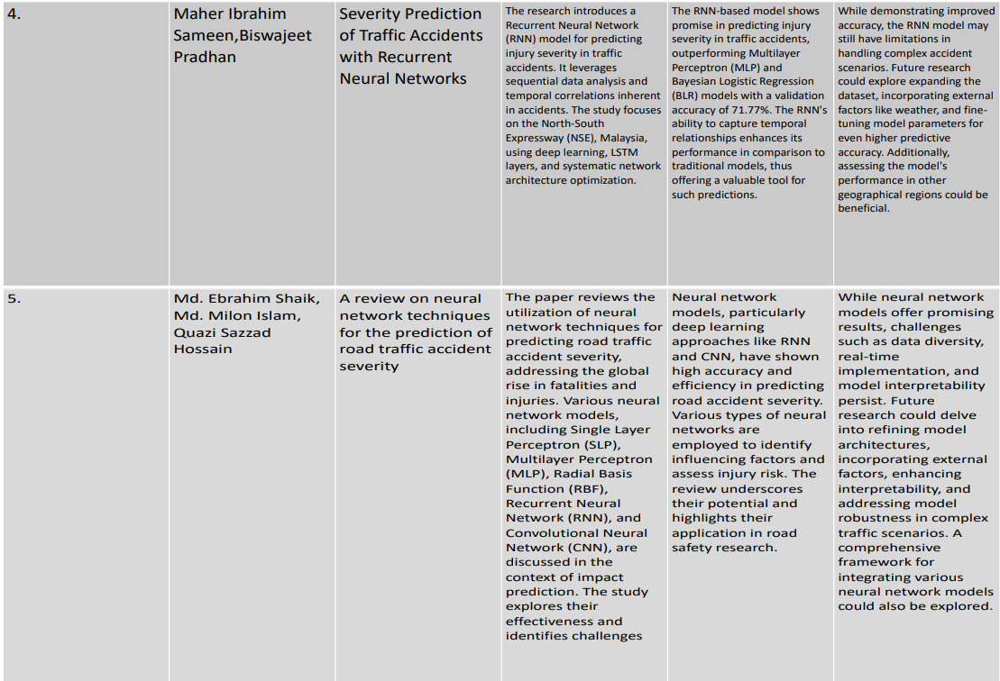 4.
Maher Ibrahim
Sameen,Biswajeet
Pradhan
Severity Prediction
of Traffic Accidents
with Recurrent
Neural Networks
The research introduces a
Recurrent Neural Network
(RNN) model for predicting
injury severity in traffic
accidents. It leverages
sequential data analysis and
temporal correlations inherent
in accidents. The study focuses
on the North-South
Expressway (NSE), Malaysia,
using deep learning, LSTM
layers, and systematic network
architecture optimization.
The RNN-based model shows
promise in predicting injury
severity in traffic accidents,
outperforming Multilayer
Perceptron (MLP) and
Bayesian Logistic Regression
(BLR) models with a validation
accuracy of 71.77%. The RNN's
ability to capture temporal
relationships enhances its
performance in comparison to
traditional models, thus
offering a valuable tool for
such predictions.
While demonstrating improved
accuracy, the RNN model may
still have limitations in
handling complex accident
scenarios. Future research
could explore expanding the
dataset, incorporating external
factors like weather, and fine-
tuning model parameters for
even higher predictive
accuracy. Additionally,
assessing the model's
performance in other
geographical regions could be
beneficial.
5.
Md. Ebrahim Shaik,
Md. Milon Islam,
Quazi Sazzad
Hossain
A review on neural
network techniques
for the prediction of
road traffic accident
severity
The paper reviews the
utilization of neural
network techniques for
predicting road traffic
accident severity,
addressing the global
rise in fatalities and
injuries. Various neural
network models,
including Single Layer
Perceptron (SLP),
Multilayer Perceptron
(MLP), Radial Basis
Function (RBF),
Recurrent Neural
Network (RNN), and
Convolutional Neural
Network (CNN), are
discussed in the
context of impact
prediction. The study
explores their
effectiveness and
identifies challenges
Neural network
models, particularly
deep learning
approaches like RNN
and CNN, have shown
high accuracy and
efficiency in predicting
road accident severity.
Various types of neural
networks are
employed to identify
influencing factors and
assess injury risk. The
review underscores
their potential and
highlights their
application in road
safety research.
While neural network
models offer promising
results, challenges
such as data diversity,
real-time
implementation, and
model interpretability
persist. Future
research could delve
into refining model
architectures,
incorporating external
factors, enhancing
interpretability, and
addressing model
robustness in complex
traffic scenarios. A
comprehensive
framework for
integrating various
neural network models
could also be explored.